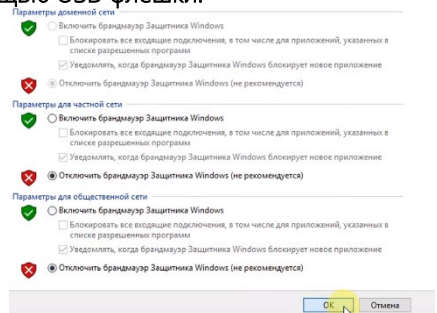 щью USB-флешки.
Параметры доменной сети
Включить брандмауэр Защитника Windows
Блокировать все входящие подключения, в том числе для приложений, указанных в
списке разрешенных программ
Уведомлять, когда брандмауэр Защитника Windows блокирует новое приложение
Отключить брандмауэр Защитника Windows (не рекомендуется)
Параметры для частной сети
Включить брандмауэр Защитника Windows
Блокировать все входящие подключения, в том числе для приложений, указанных в
списке разрешенных программ
Уведомлять, когда брандмауэр Защитника Windows блокирует новое приложение
Отключить брандмауэр Защитника Windows (не рекомендуется)
Параметры для общественной сети
Включить брандмауэр Защитника Windows
Блокировать все входящие подключения, в том числе для приложений, указанных в
списке разрешенных программ
Уведомлять, когда брандмауэр Защитника Windows блокирует новое приложение
Отключить брандмауэр Защитника Windows (не рекомендуется)
ОК Отмена